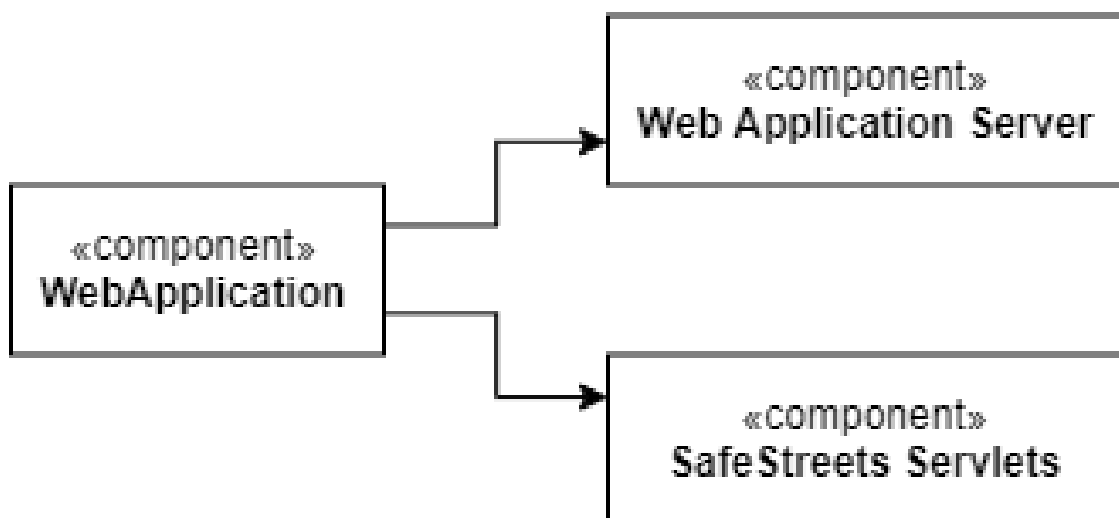 «component»
Web Application Server
«component»
WebApplication
«component»
SafeStreets Servlets